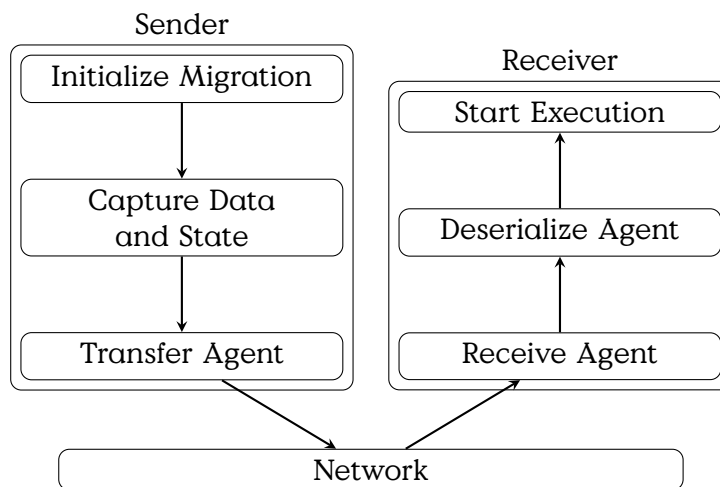 Sender
Initialize Migration
Capture Data
and State
Transfer Agent
Receiver
Start Execution
Deserialize Agent
Receive Agent
Network